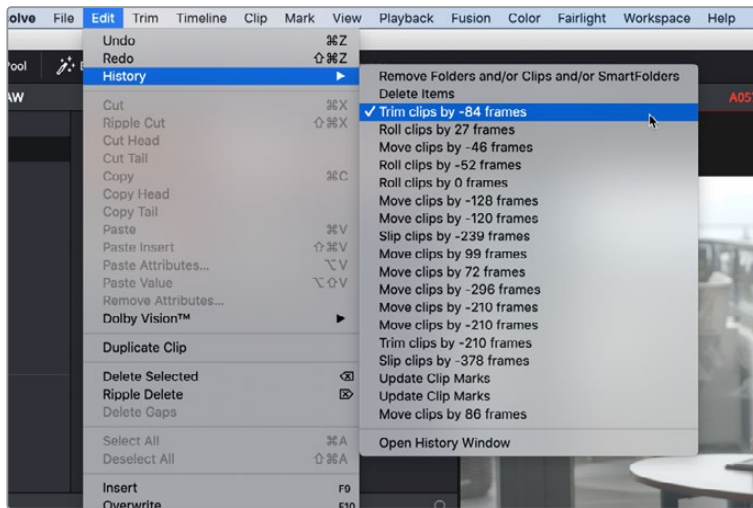 olve File Edit Trim Timeline Clip Mark View Playback Fusion Color Fairlight Workspace Help
ool
AW
A05
Undo ⌘Z
Redo ⇧⌘Z
History ▶
Cut ⌘X
Ripple Cut ⇧⌘X
Cut Head
Cut Tail
Copy ⌘C
Copy Head
Copy Tail
Paste ⌘V
Paste Insert ⇧⌘V
Paste Attributes... ⌥V
Paste Value ⌥⇧V
Remove Attributes...
Dolby Vision™ ▶
Duplicate Clip
Delete Selected ⌫
Ripple Delete ⌦
Delete Gaps
Select All ⌘A
Deselect All ⇧⌘A
Insert F9
Overwrite F10
Remove Folders and/or Clips and/or SmartFolders
Delete Items
✓ Trim clips by -84 frames
Roll clips by 27 frames
Move clips by -46 frames
Roll clips by -52 frames
Roll clips by 0 frames
Move clips by -128 frames
Move clips by -120 frames
Slip clips by -239 frames
Move clips by 99 frames
Move clips by 72 frames
Move clips by -296 frames
Move clips by -210 frames
Move clips by -210 frames
Trim clips by -210 frames
Slip clips by -378 frames
Update Clip Marks
Update Clip Marks
Move clips by 86 frames
Open History Window